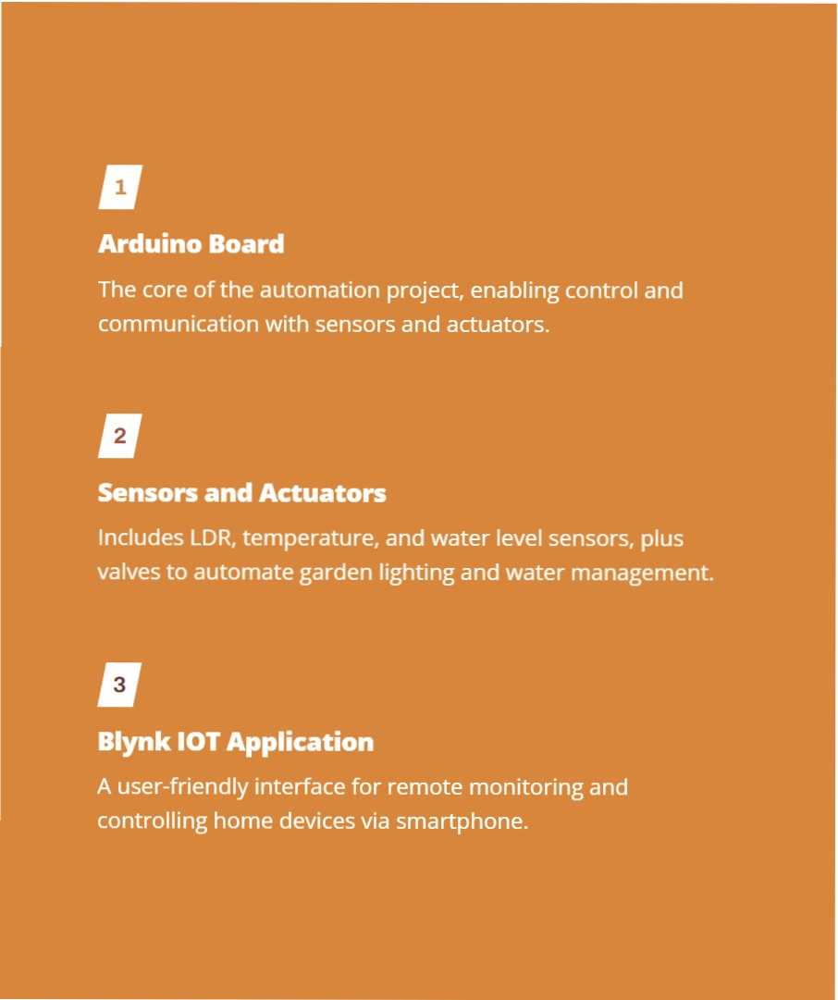 1
Arduino Board
The core of the automation project, enabling control and
communication with sensors and actuators.
2
Sensors and Actuators
Includes LDR, temperature, and water level sensors, plus
valves to automate garden lighting and water management.
3
Blynk IOT Application
A user-friendly interface for remote monitoring and
controlling home devices via smartphone.